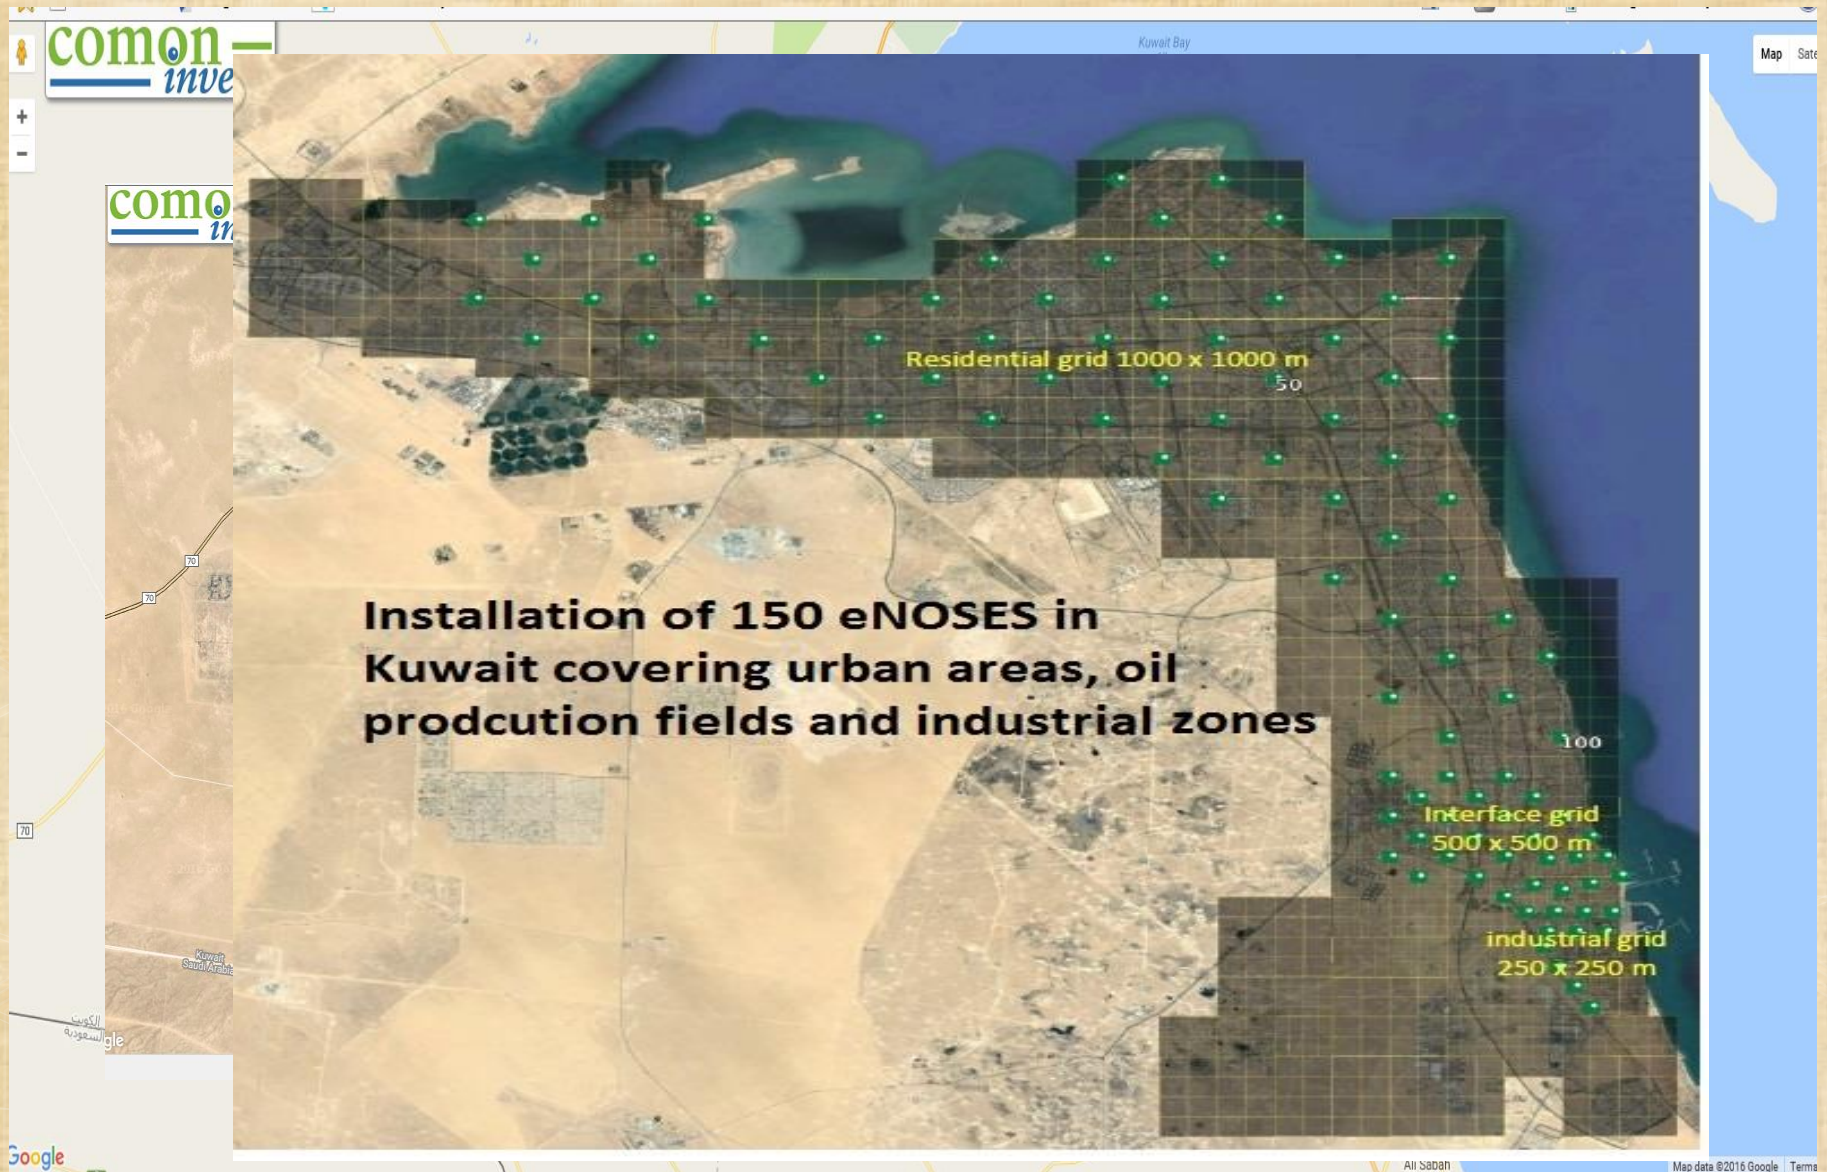 Kuwait Bay
comon
inve
Map
Sate
+
−
como
in
Residential grid 1000 x 1000 m
50
70
70
Installation of 150 eNOSES in
Kuwait covering urban areas, oil
prodcution fields and industrial zones
100
Interface grid
500 x 500 m
70
industrial grid
250 x 250 m
Kuwait
Saudi Arabia
الكويت
السعودية
gle
Google
Ali Sabah
Map data ©2016 Google
Terms